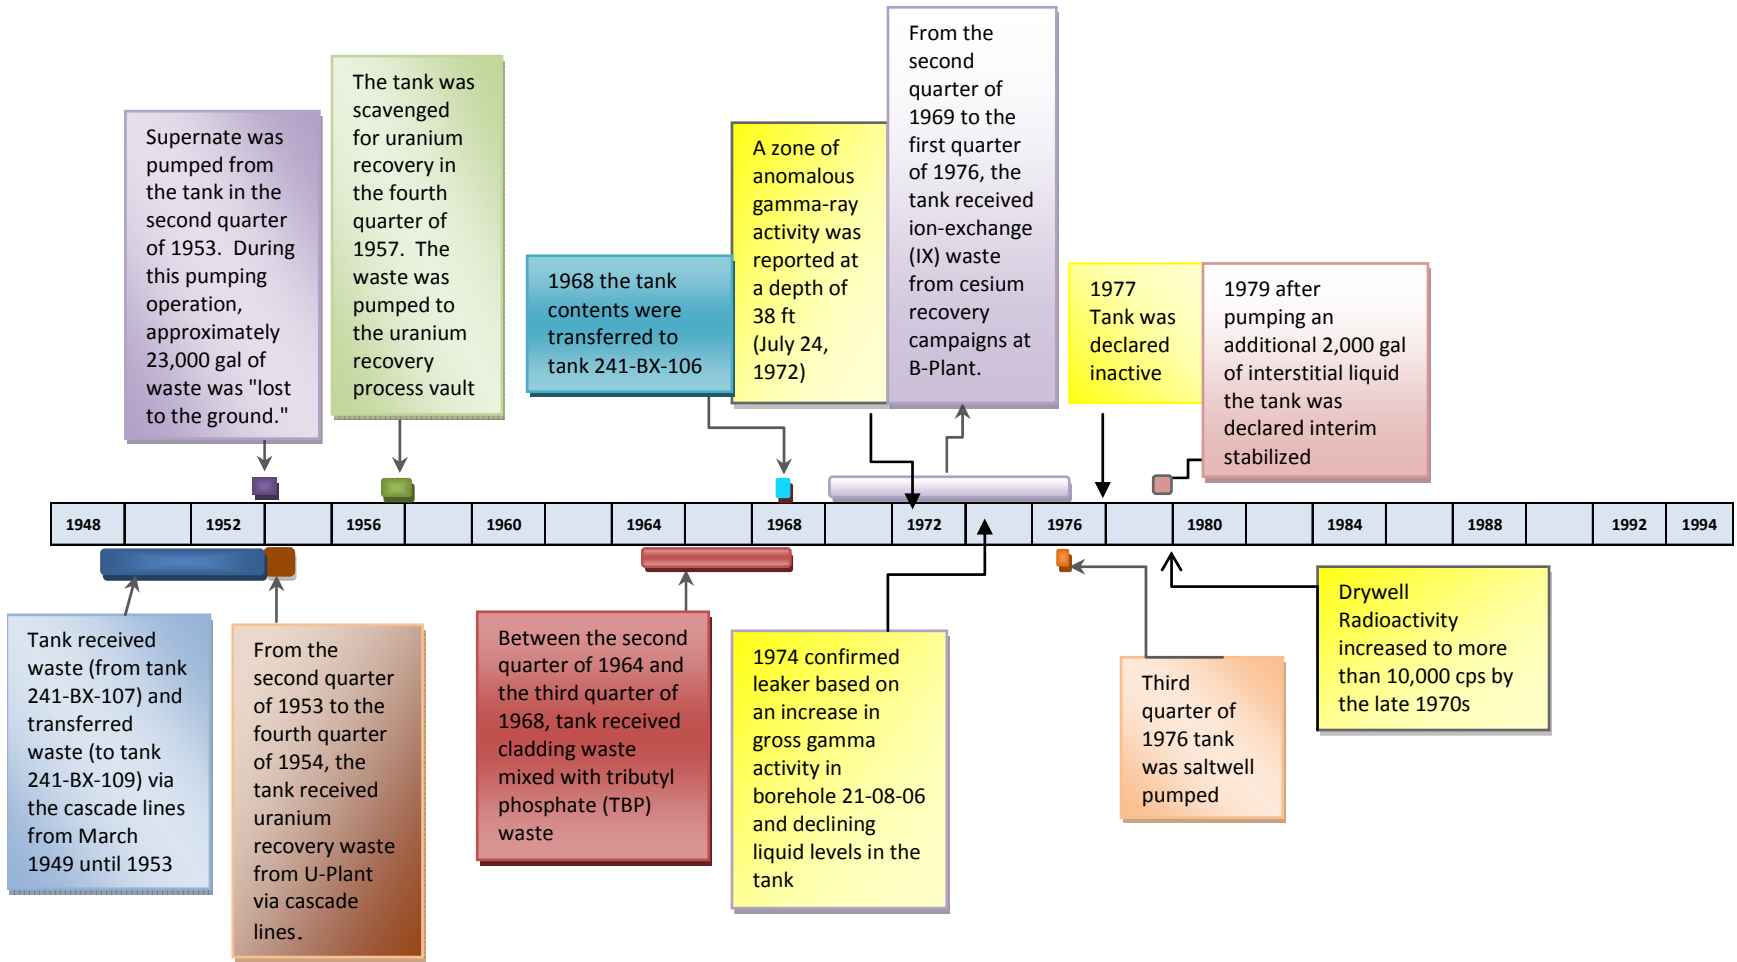 Supernate was
pumped from
the tank in the
second quarter
of 1953.  During
this pumping
operation,
approximately
23,000 gal of
waste was "lost
to the ground."
The tank was
scavenged
for uranium
recovery in
the fourth
quarter of
1957.  The
waste was
pumped to
the uranium
recovery
process vault
1968 the tank
contents were
transferred to
tank 241-BX-106
A zone of
anomalous
gamma-ray
activity was
reported at
a depth of
38 ft
(July 24,
1972)
From the
second
quarter of
1969 to the
first quarter
of 1976, the
tank received
ion-exchange
(IX) waste
from cesium
recovery
campaigns at
B-Plant.
1977
Tank was
declared
inactive
1979 after
pumping an
additional 2,000 gal
of interstitial liquid
the tank was
declared interim
stabilized
1948 1952 1956 1960 1964 1968 1972 1976 1980 1984 1988 1992 1994
Tank received
waste (from tank
241-BX-107) and
transferred
waste (to tank
241-BX-109) via
the cascade lines
from March
1949 until 1953
From the
second quarter
of 1953 to the
fourth quarter
of 1954, the
tank received
uranium
recovery waste
from U-Plant
via cascade
lines.
Between the second
quarter of 1964 and
the third quarter of
1968, tank received
cladding waste
mixed with tributyl
phosphate (TBP)
waste
1974 confirmed
leaker based on
an increase in
gross gamma
activity in
borehole 21-08-06
and declining
liquid levels in the
tank
Third
quarter of
1976 tank
was saltwell
pumped
Drywell
Radioactivity
increased to more
than 10,000 cps by
the late 1970s